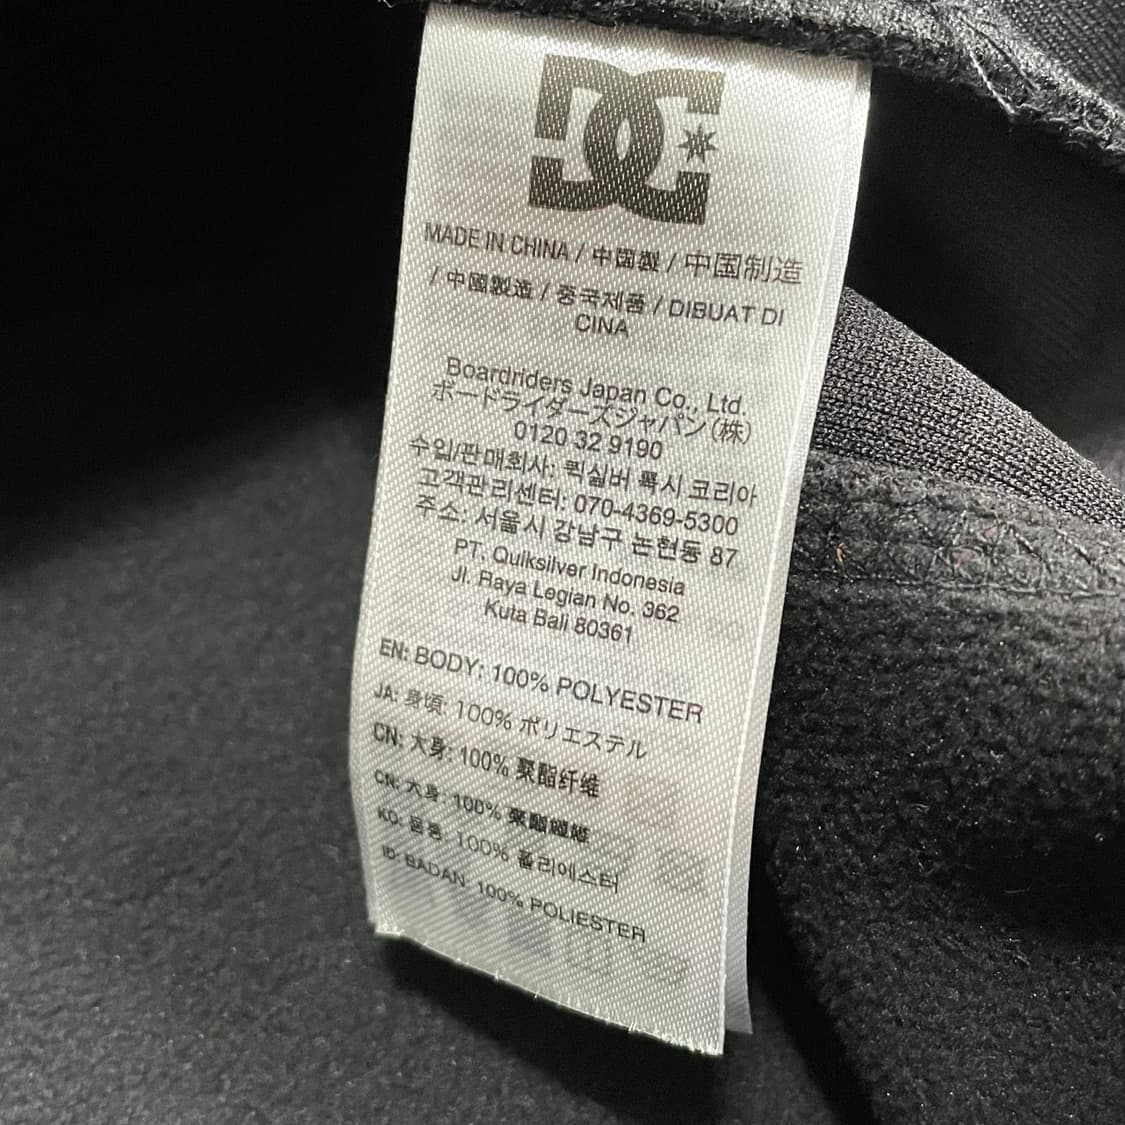 DC
MADE IN CHINA / 中国製 / 中国制造
/ 中國製造 / 중국제품 / DIBUAT DI
CINA
Boardriders Japan Co., Ltd.
ボードライダーズジャパン(株)
0120 32 9190
수입/판매회사: 퀵실버 록시 코리아
고객관리센터: 070-4369-5300
주소: 서울시 강남구 논현동 87
PT. Quiksilver Indonesia
Jl. Raya Legian No. 362
Kuta Bali 80361
EN: BODY: 100% POLYESTER
JA: 身頃: 100% ポリエステル
CN: 大身: 100% 聚酯纤维
CN: 大身: 100% 聚酯纖維
KO: 몸통: 100% 폴리에스터
ID: BADAN: 100% POLIESTER